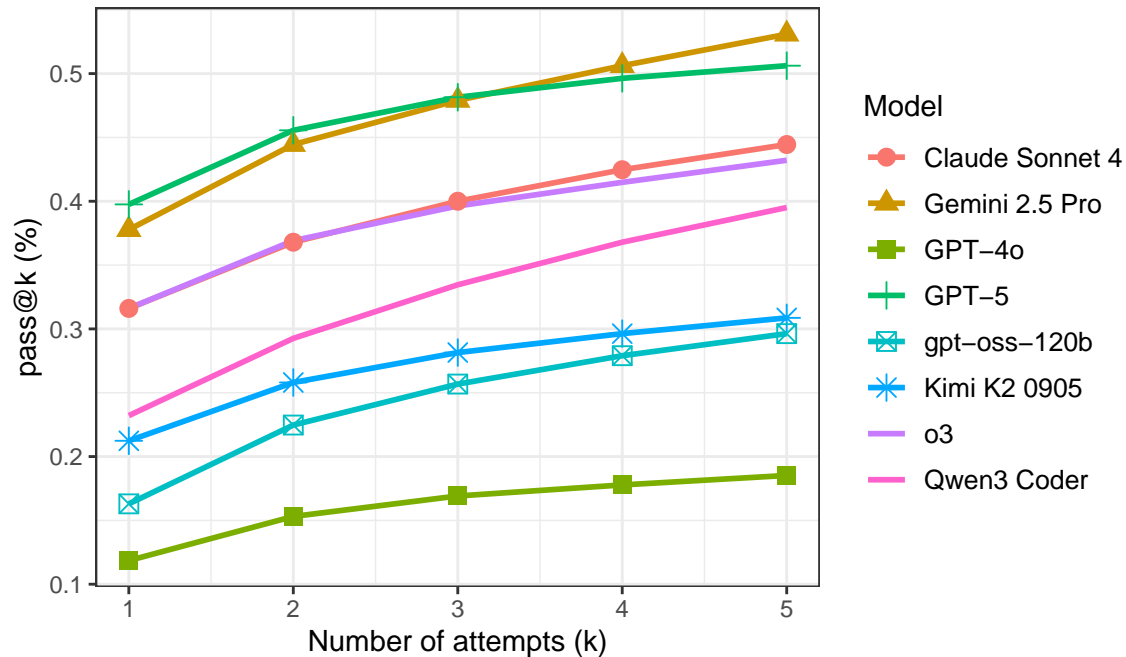 0.5
0.4
0.3
0.2
0.1
pass@k (%)
1 2 3 4 5
Number of attempts (k)
Model
Claude Sonnet 4
Gemini 2.5 Pro
GPT−4o
GPT−5
gpt−oss−120b
Kimi K2 0905
o3
Qwen3 Coder